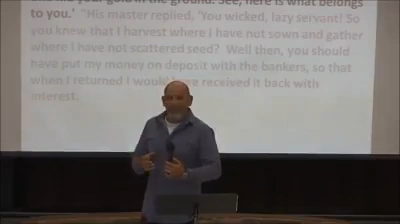 your gold in the ground. See, here is what belongs
to you.' "His master replied, 'You wicked, lazy servant! So
you knew that I harvest where I have not sown and gather
where I have not scattered seed? Well then, you should
have put my money on deposit with the bankers, so that
when I returned I would have received it back with
interest.